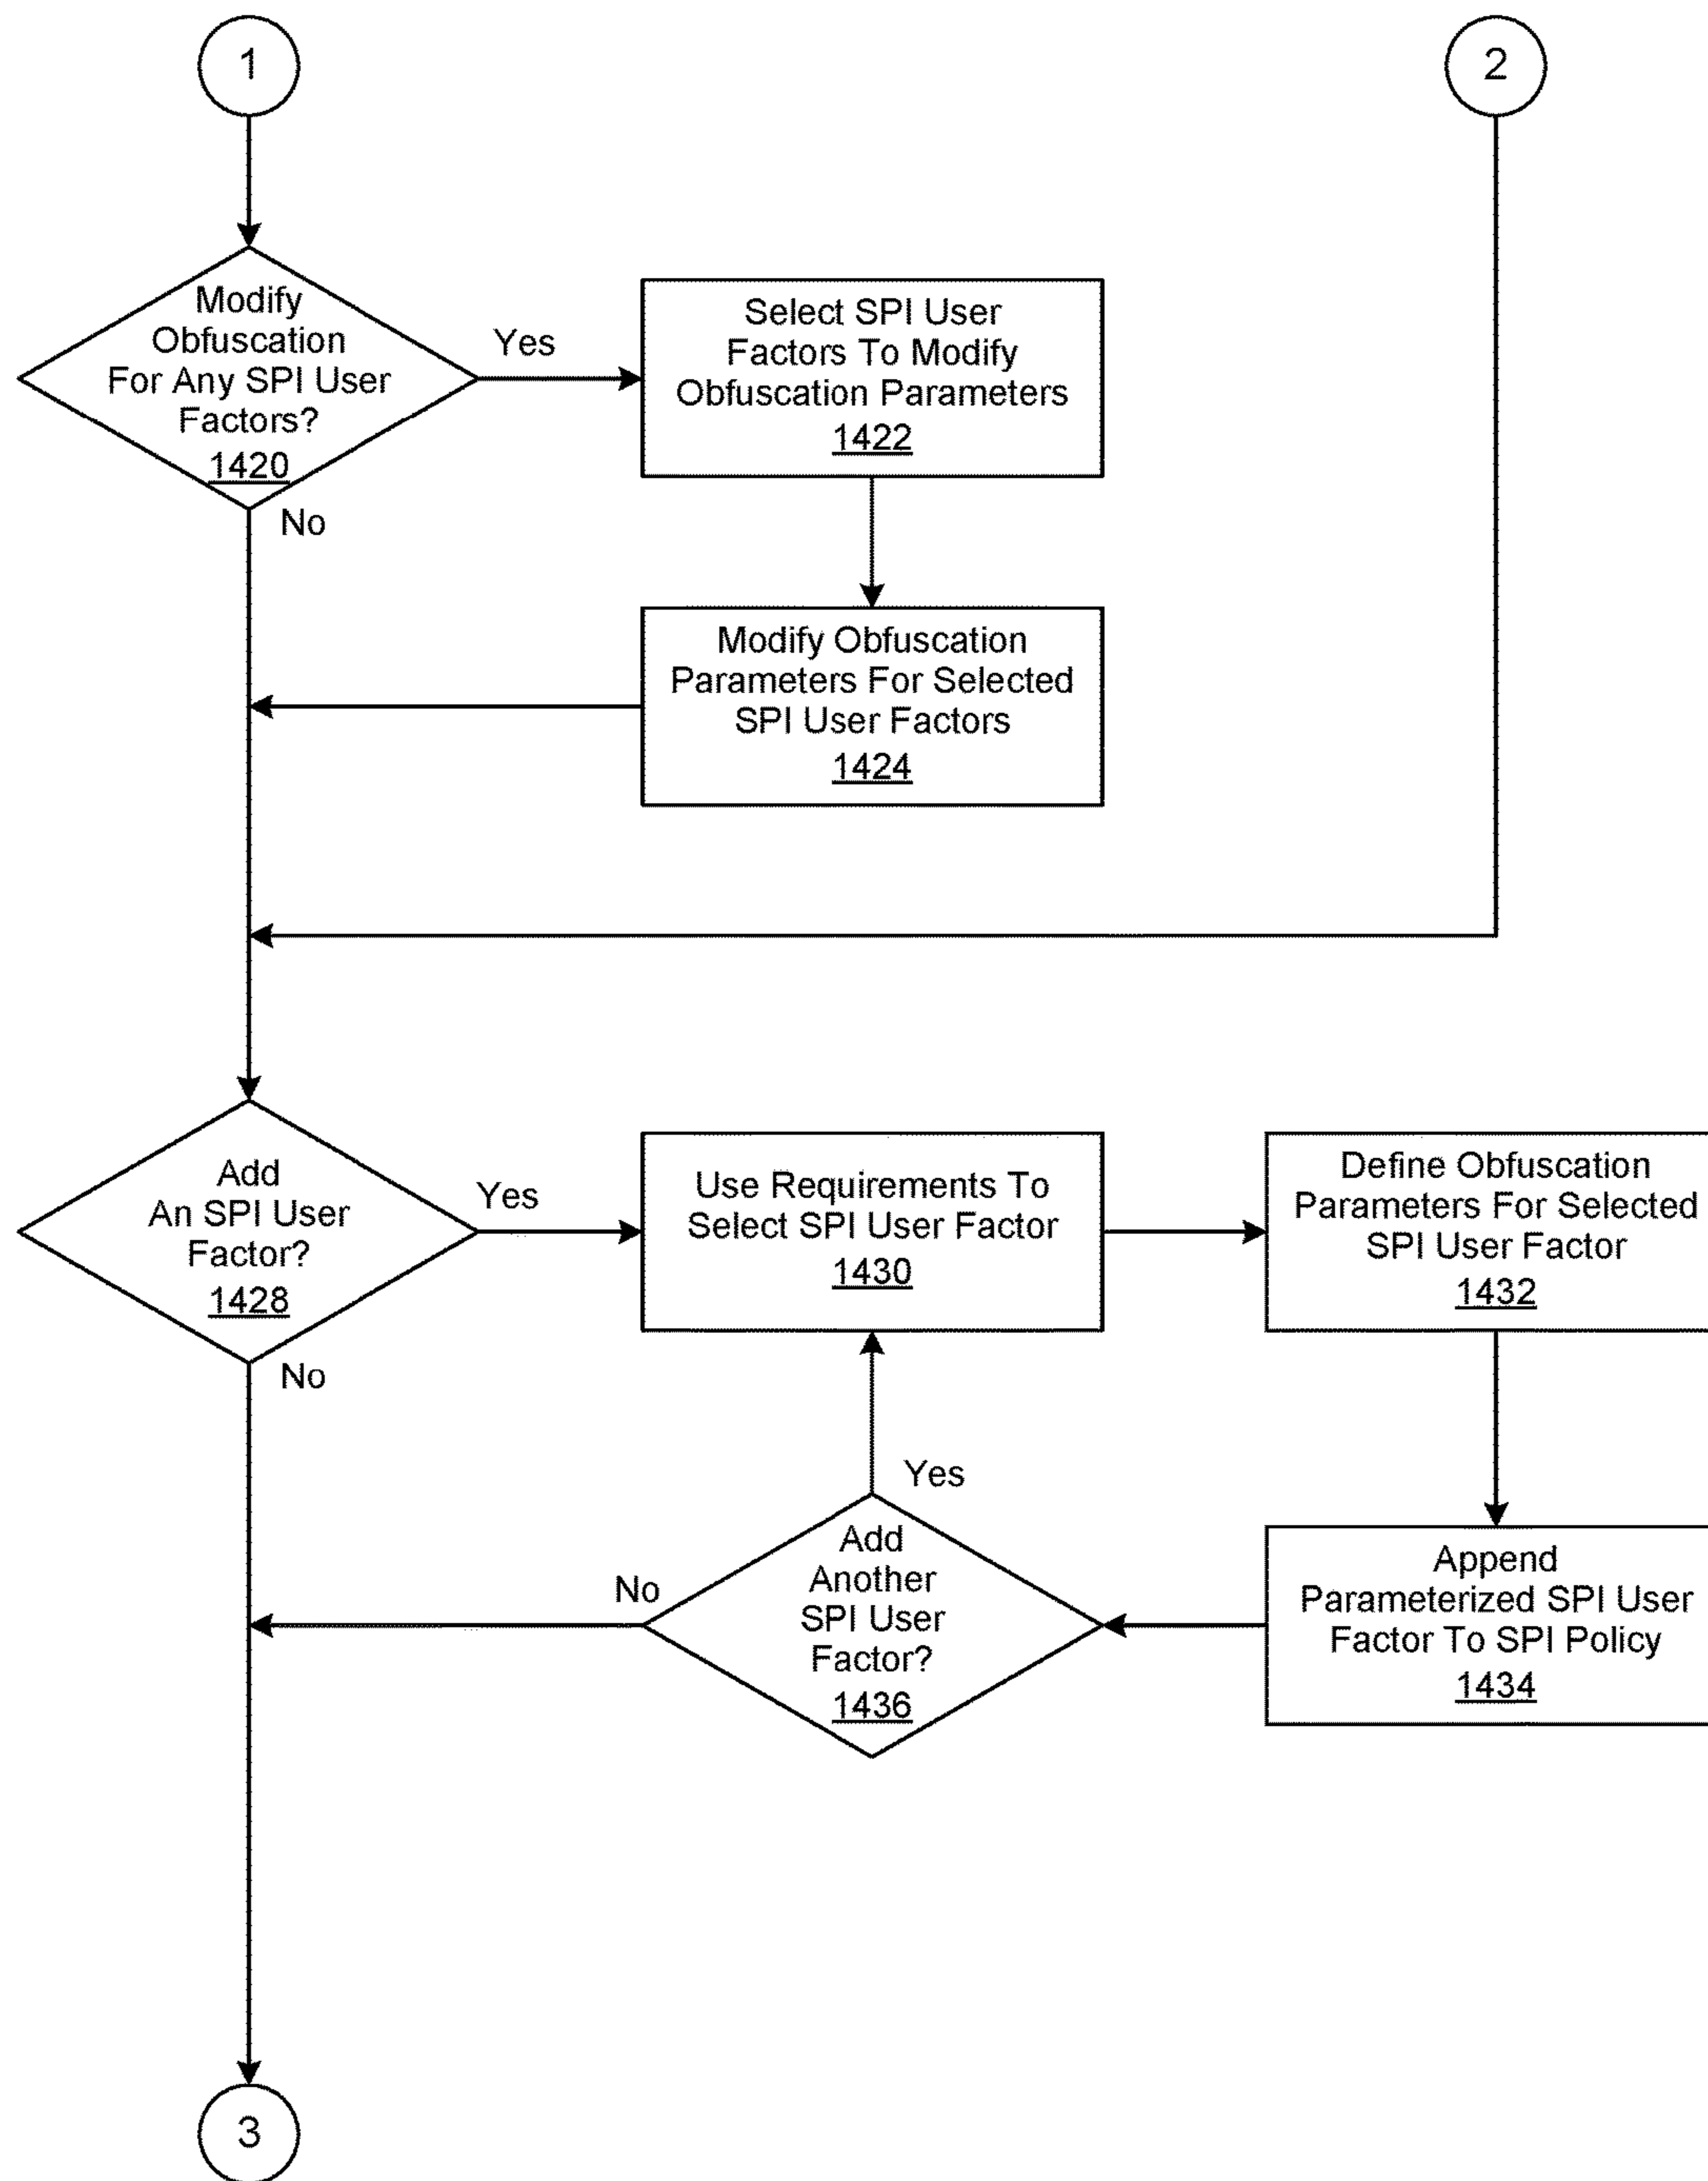 1
2
Modify
Obfuscation
For Any SPI User
Factors?
1420
Yes
No
Select SPI User
Factors To Modify
Obfuscation Parameters
1422
Modify Obfuscation
Parameters For Selected
SPI User Factors
1424
Add
An SPI User
Factor?
1428
Yes
No
Use Requirements To
Select SPI User Factor
1430
Define Obfuscation
Parameters For Selected
SPI User Factor
1432
Append
Parameterized SPI User
Factor To SPI Policy
1434
Add
Another
SPI User
Factor?
1436
Yes
No
3